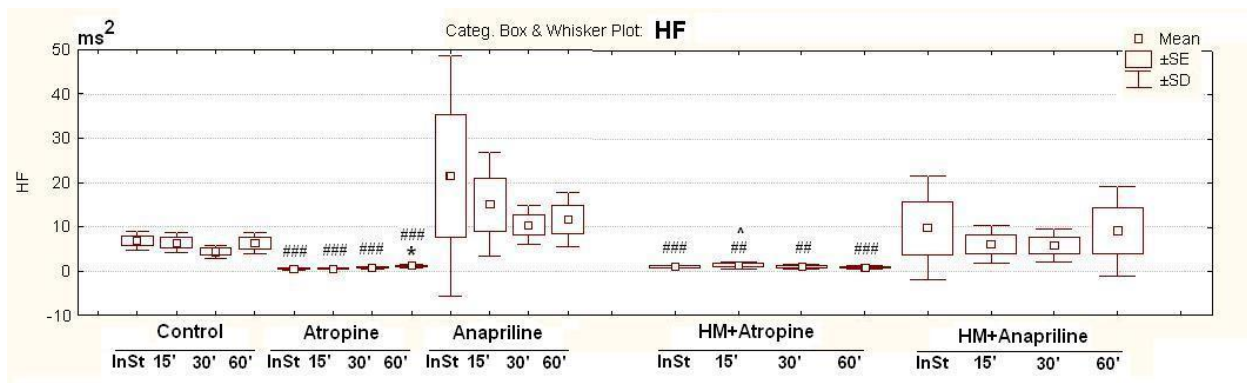 ms2
Categ. Box & Whisker Plot: HF
Mean
±SE
±SD
HF
50
40
30
20
10
0
-10
### ### ### ### *
### ^ ## ## ###
Control Atropine Anapriline HM+Atropine HM+Anapriline
InSt 15' 30' 60' InSt 15' 30' 60' InSt 15' 30' 60' InSt 15' 30' 60' InSt 15' 30' 60'